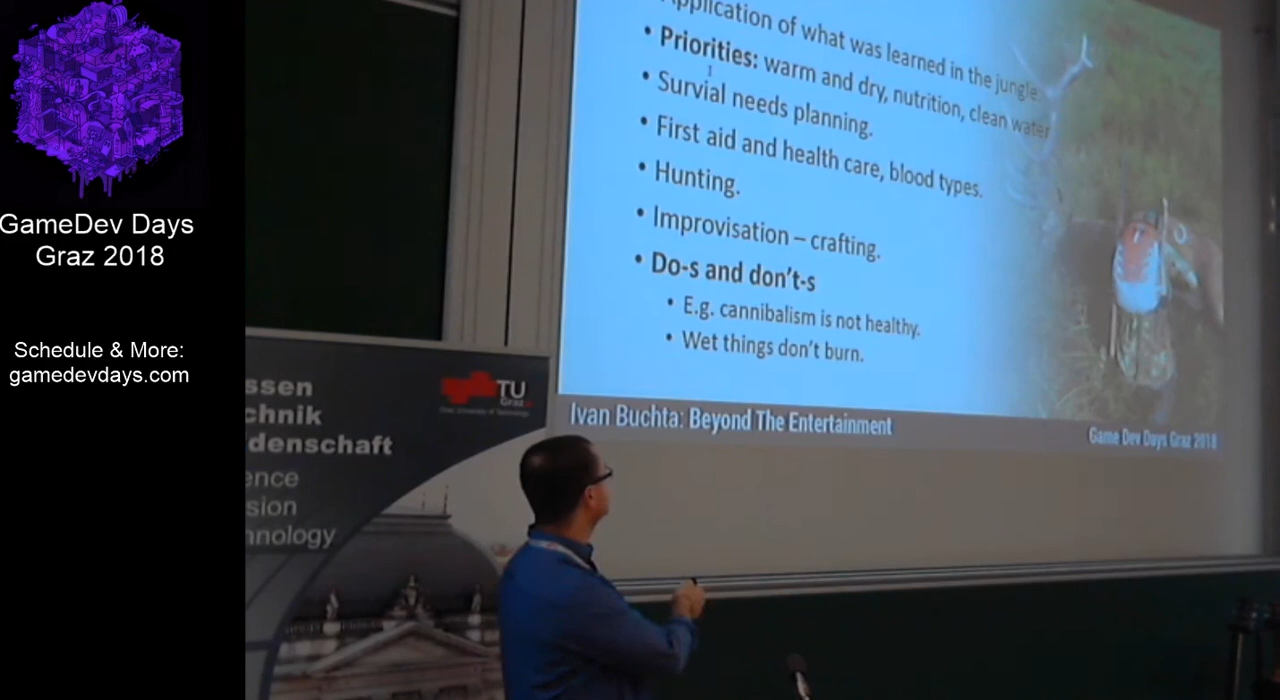 GameDev Days
Graz 2018
Schedule & More:
gamedevdays.com
Application of what was learned in the jungle.
• Priorities: warm and dry, nutrition, clean water
• Survial needs planning.
• First aid and health care, blood types.
• Hunting.
• Improvisation – crafting.
• Do-s and don't-s
• E.g. cannibalism is not healthy.
• Wet things don't burn.
Ivan Buchta: Beyond The Entertainment
Game Dev Days Graz 2018
ssen
chnik
denschaft
ence
sion
nology
TU
Graz